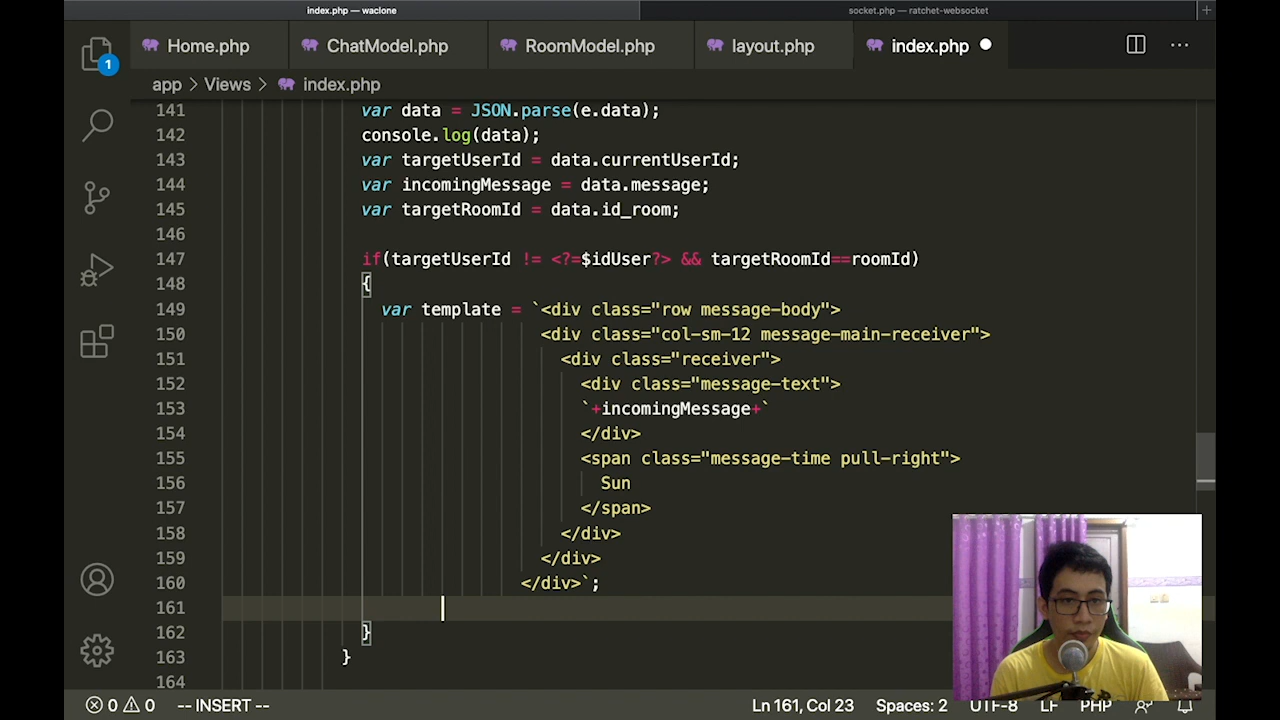 index.php — waclone
socket.php — ratchet-websocket
Home.php
ChatModel.php
RoomModel.php
layout.php
index.php
1
app > Views > index.php
141 var data = JSON.parse(e.data);
142 console.log(data);
143 var targetUserId = data.currentUserId;
144 var incomingMessage = data.message;
145 var targetRoomId = data.id_room;
146
147 if(targetUserId != <?=$idUser?> && targetRoomId==roomId)
148 {
149 var template = `<div class="row message-body">
150 <div class="col-sm-12 message-main-receiver">
151 <div class="receiver">
152 <div class="message-text">
153 `+incomingMessage+`
154 </div>
155 <span class="message-time pull-right">
156 Sun
157 </span>
158 </div>
159 </div>
160 </div>`;
161
162 }
163 }
164
0 0 -- INSERT -- Ln 161, Col 23 Spaces: 2 UTF-8 LF PHP